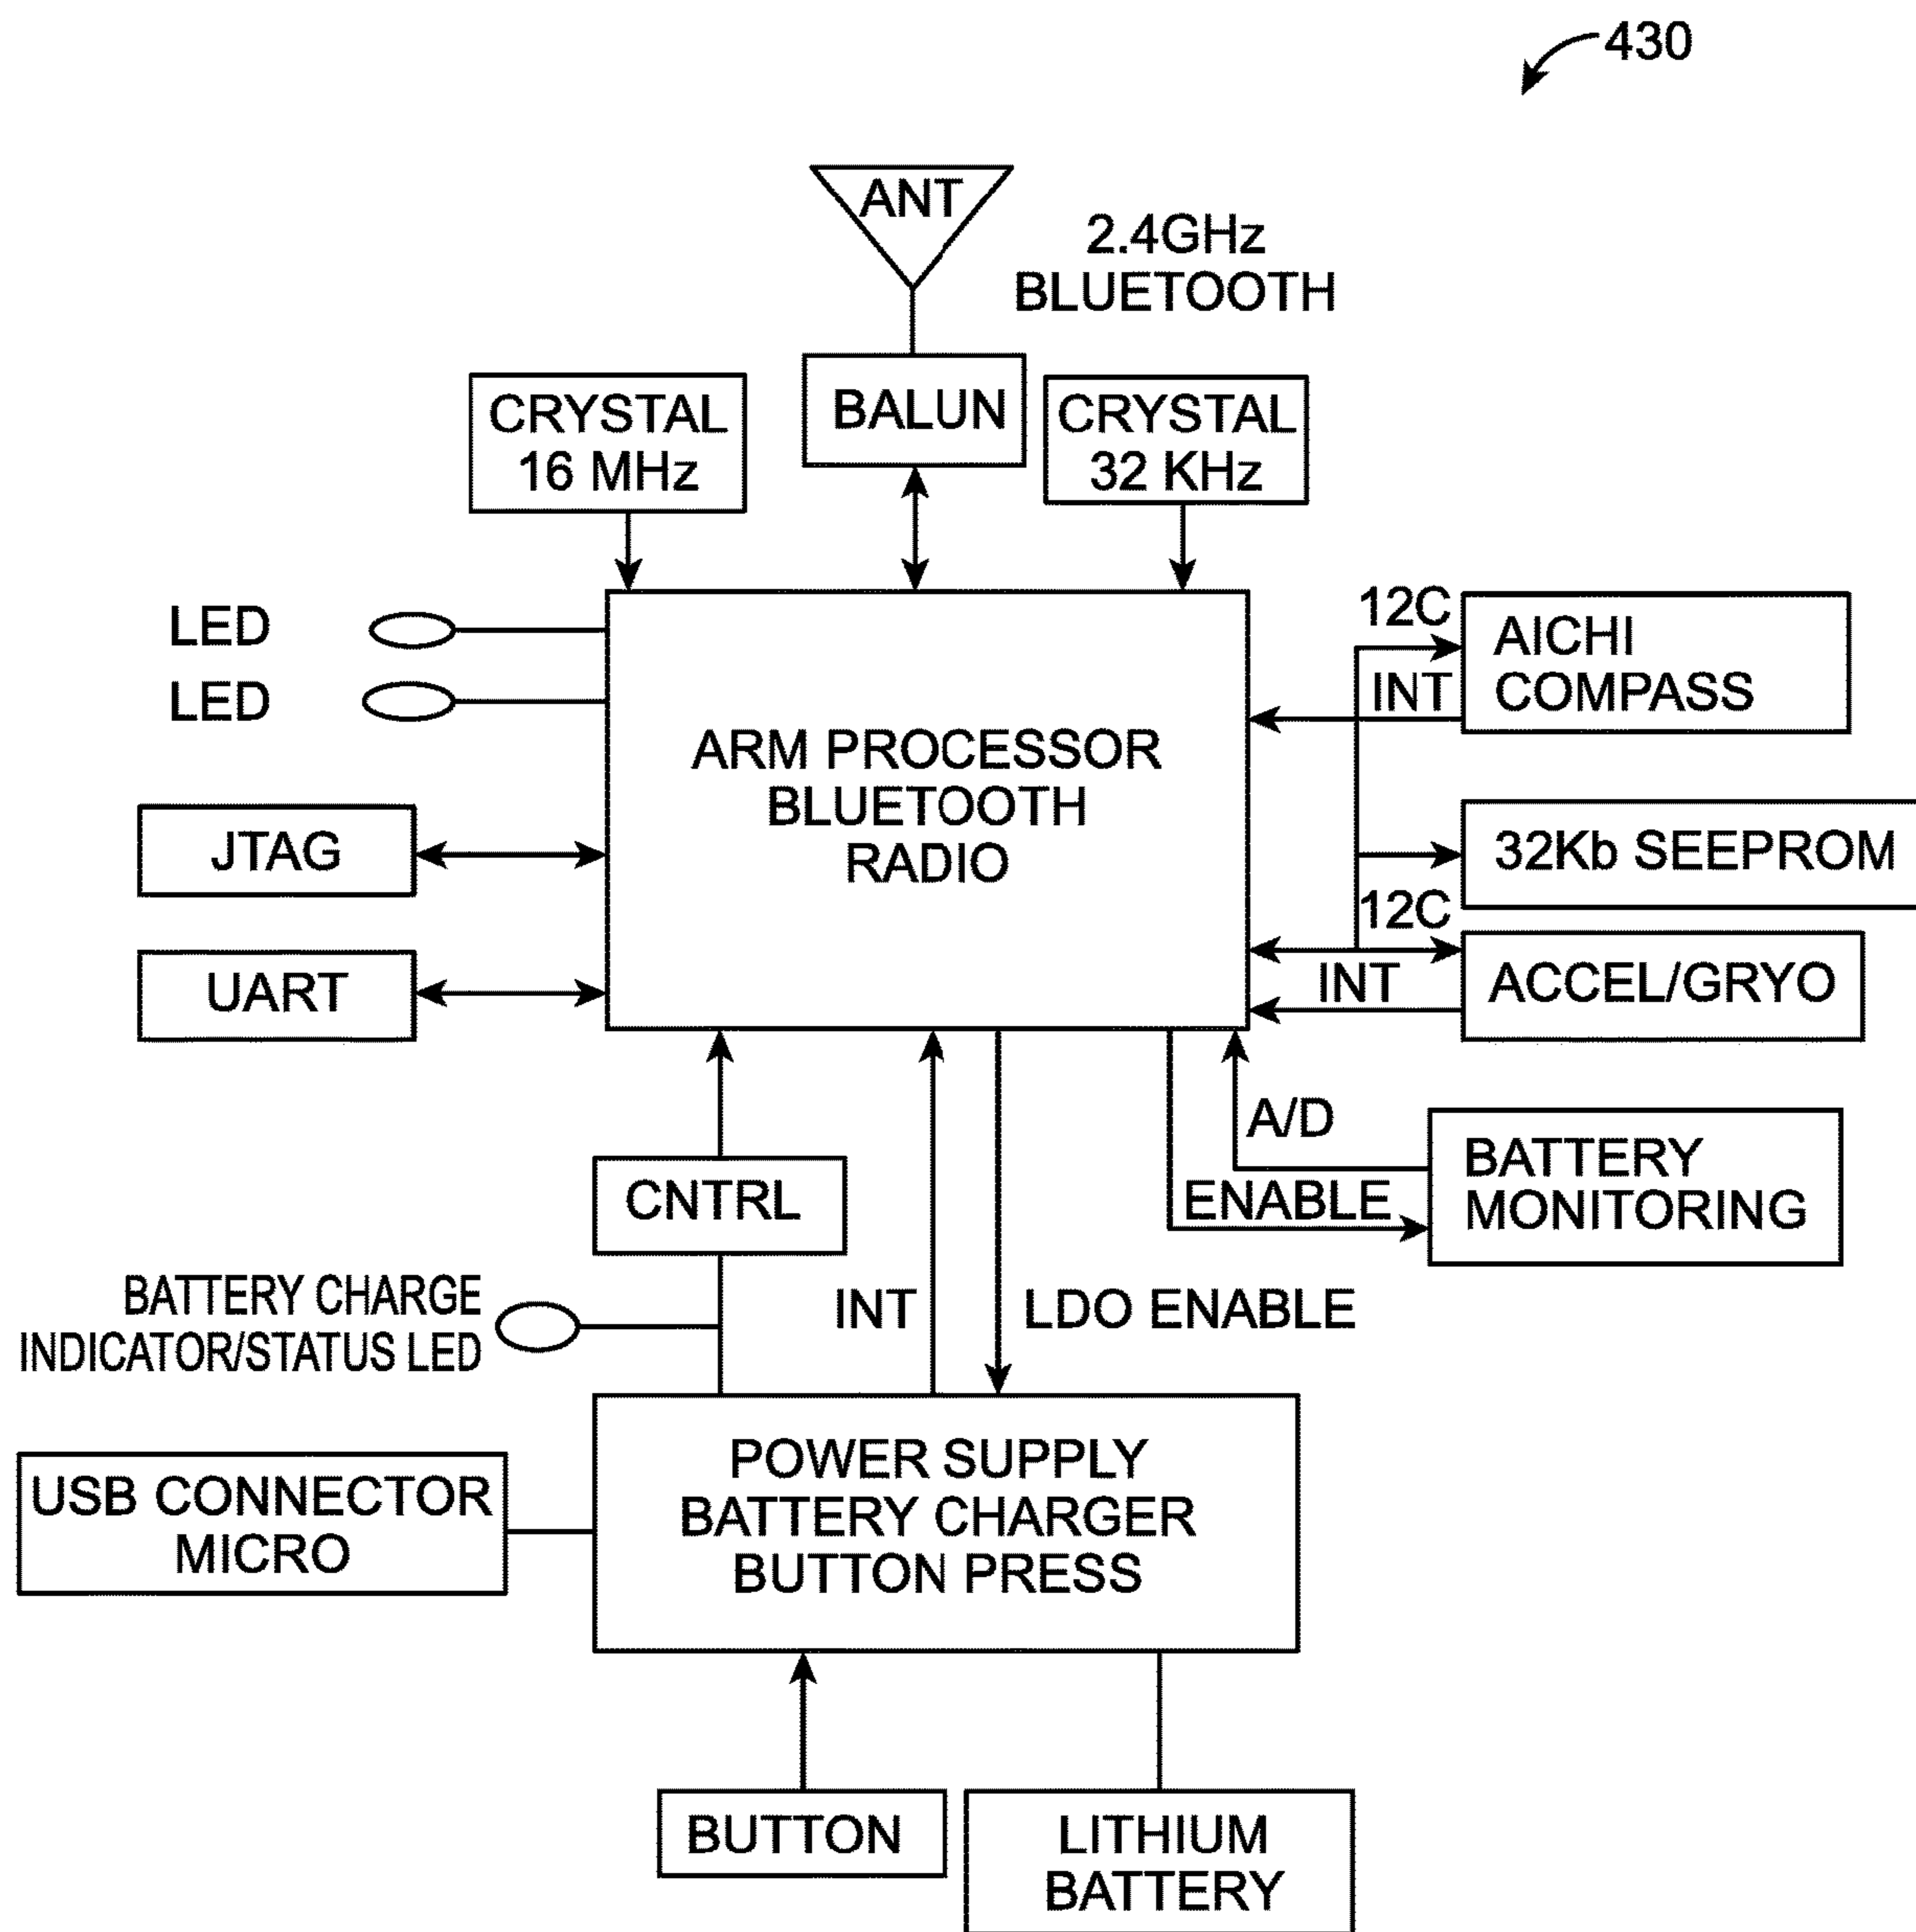 430
ANT
2.4GHz
BLUETOOTH
CRYSTAL
16 MHz
BALUN
CRYSTAL
32 KHz
LED
LED
ARM PROCESSOR
BLUETOOTH
RADIO
12C
INT
AICHI
COMPASS
JTAG
32Kb SEEPROM
12C
INT
ACCEL/GRYO
UART
A/D
ENABLE
BATTERY
MONITORING
CNTRL
BATTERY CHARGE
INDICATOR/STATUS LED
INT
LDO ENABLE
USB CONNECTOR
MICRO
POWER SUPPLY
BATTERY CHARGER
BUTTON PRESS
BUTTON
LITHIUM
BATTERY